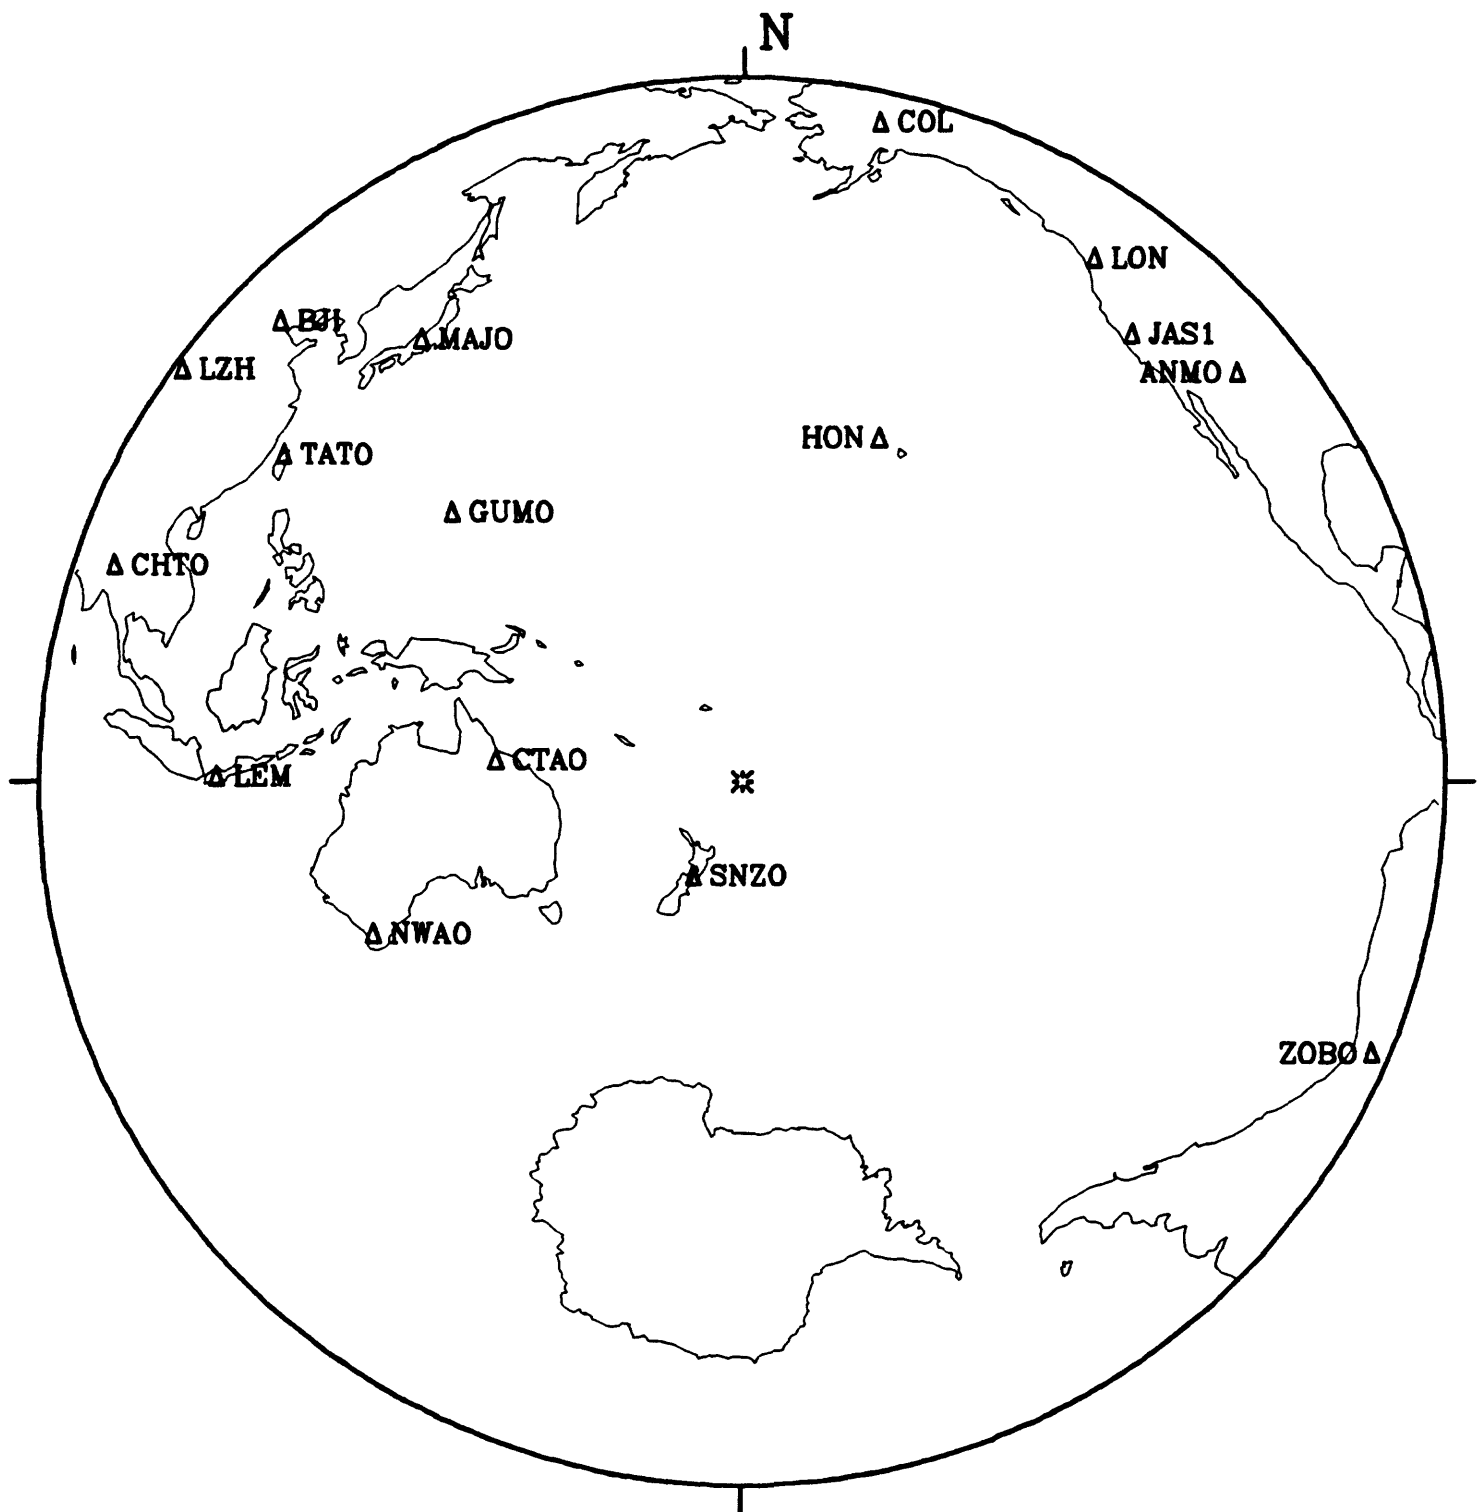 N
COL
LON
BJI
MAJO
JAS1
LZH
ANMO
HON
TATO
GUMO
CHTO
CTAO
LEM
SNZO
NWAO
ZOBO